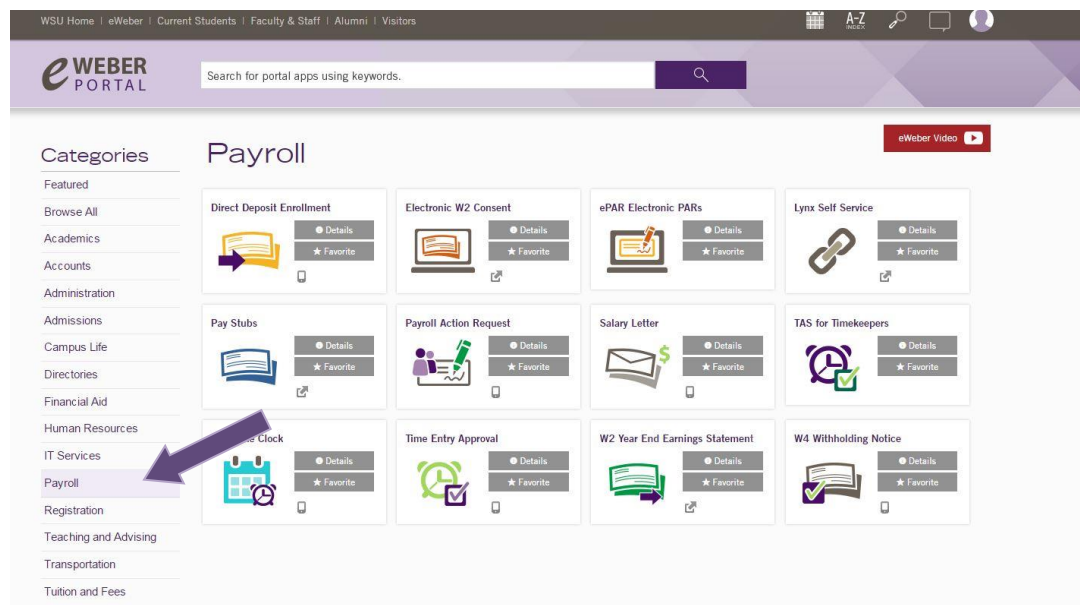 WSU Home | eWeber | Current Students | Faculty & Staff | Alumni | Visitors
A-Z
INDEX
e WEBER
PORTAL
Search for portal apps using keywords.
eWeber Video
Categories
Featured
Browse All
Academics
Accounts
Administration
Admissions
Campus Life
Directories
Financial Aid
Human Resources
IT Services
Payroll
Registration
Teaching and Advising
Transportation
Tuition and Fees
Payroll
Direct Deposit Enrollment
Details
Favorite
Electronic W2 Consent
Details
Favorite
ePAR Electronic PARs
Details
Favorite
Lynx Self Service
Details
Favorite
Pay Stubs
Details
Favorite
Payroll Action Request
Details
Favorite
Salary Letter
$
Details
Favorite
TAS for Timekeepers
Details
Favorite
Clock
Details
Favorite
Time Entry Approval
Details
Favorite
W2 Year End Earnings Statement
Details
Favorite
W4 Withholding Notice
Details
Favorite